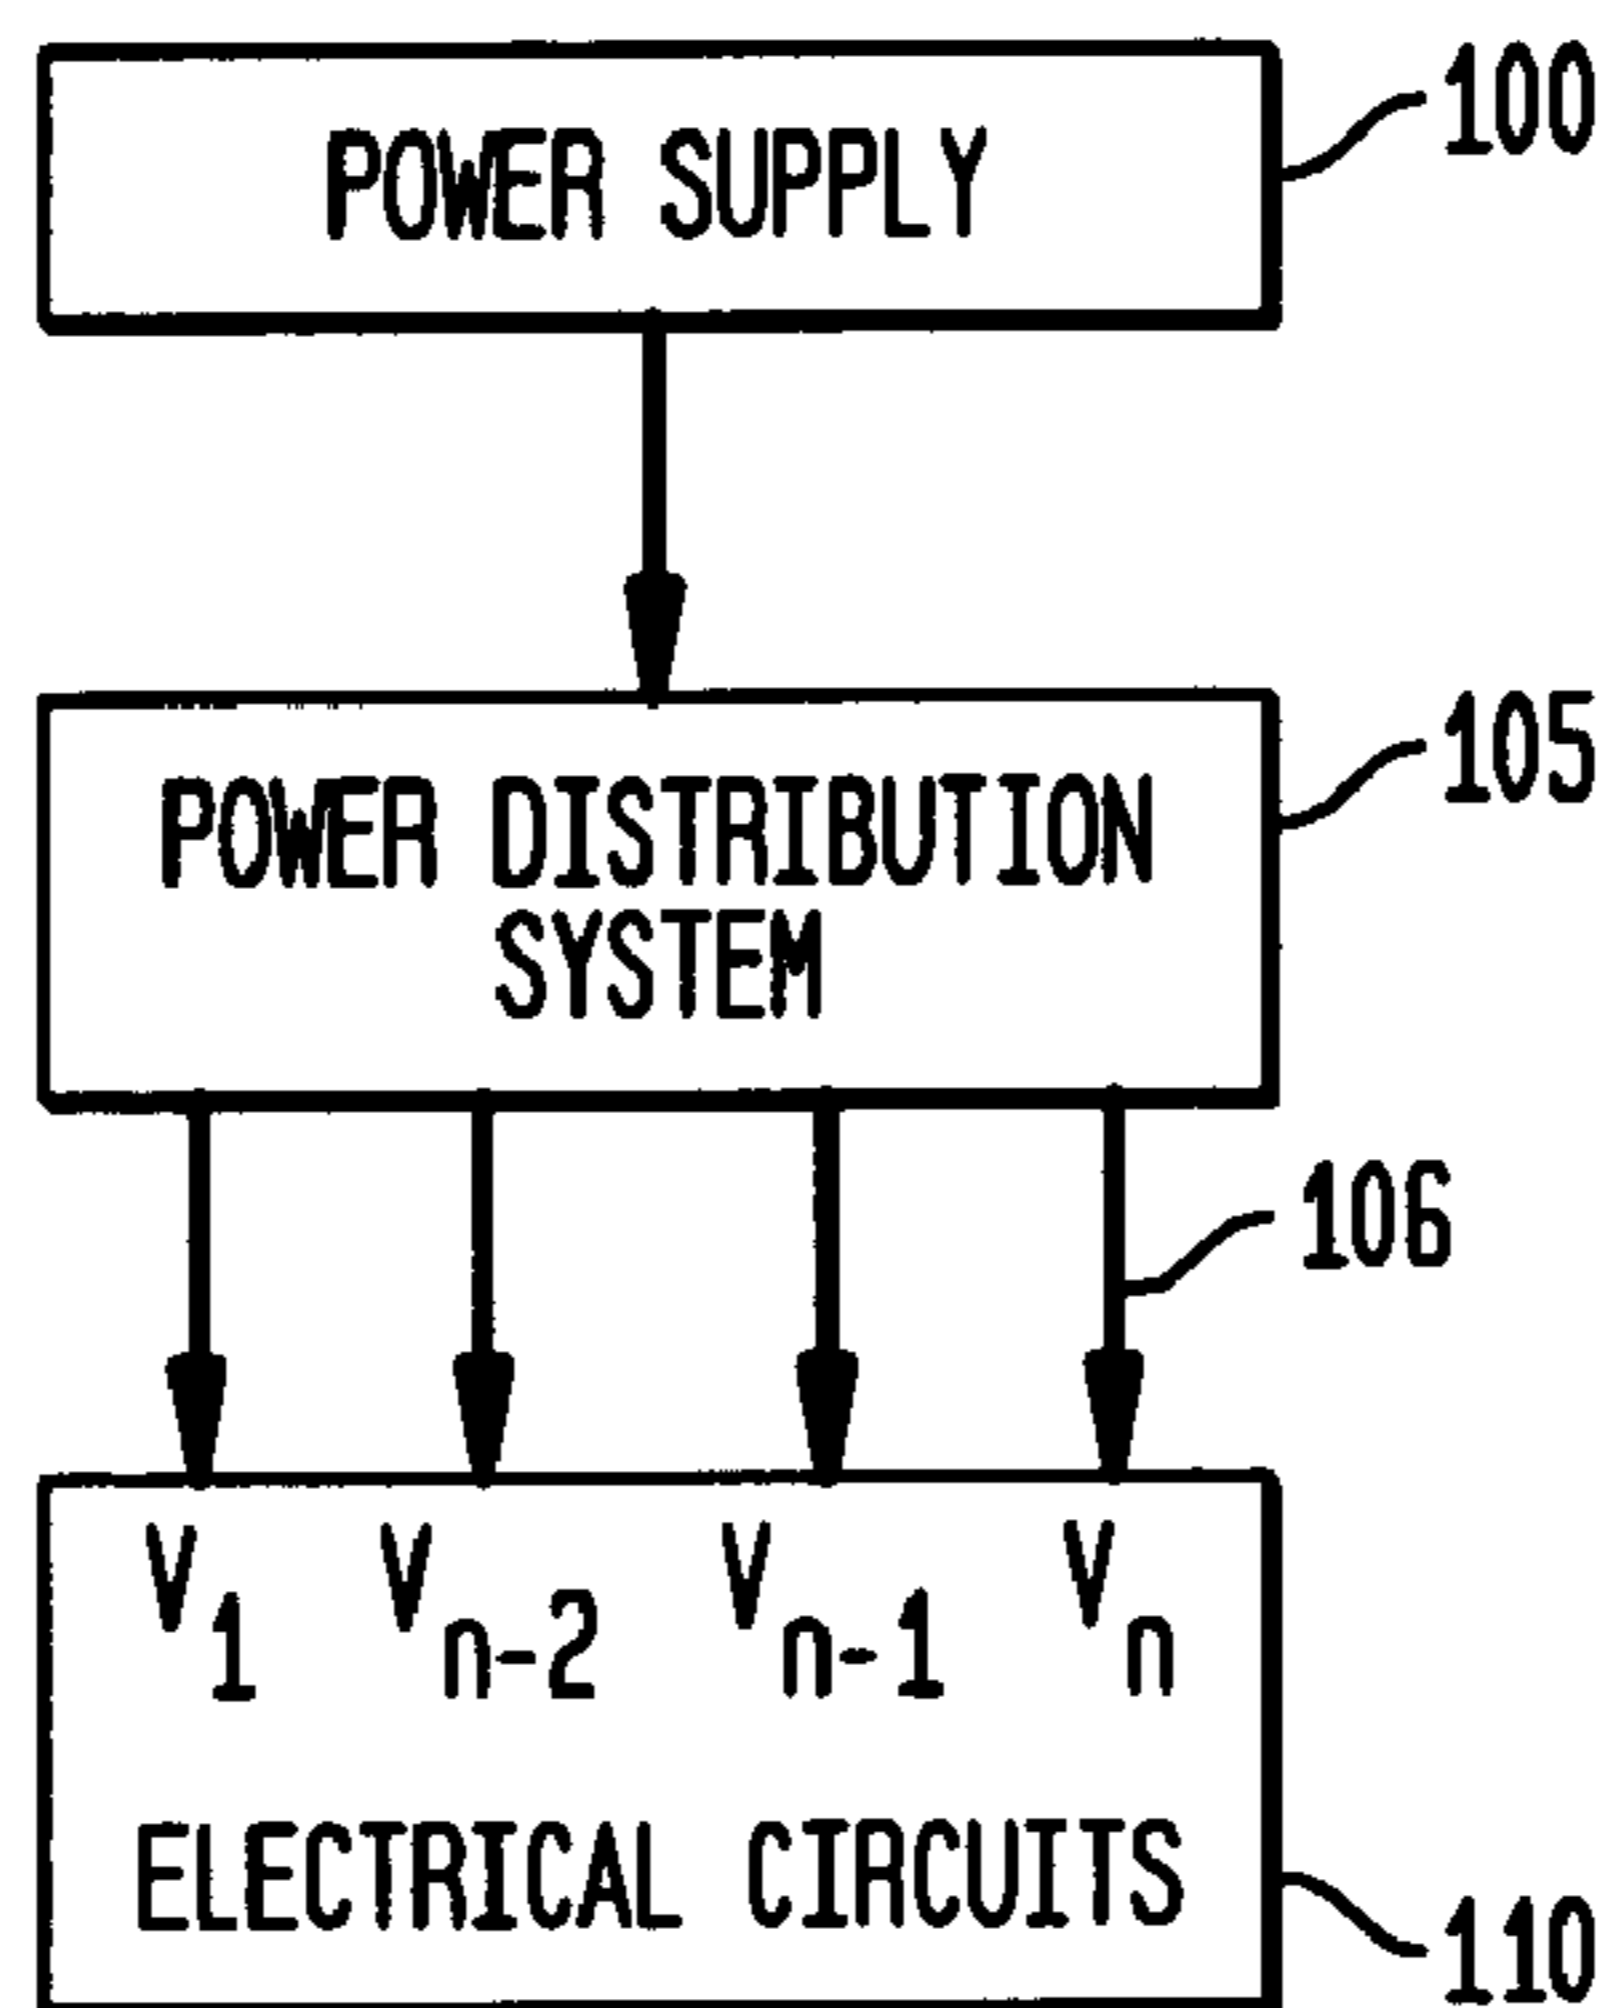 POWER SUPPLY
100
POWER DISTRIBUTION
SYSTEM
105
106
V1 Vn-2 Vn-1 Vn
ELECTRICAL CIRCUITS
110